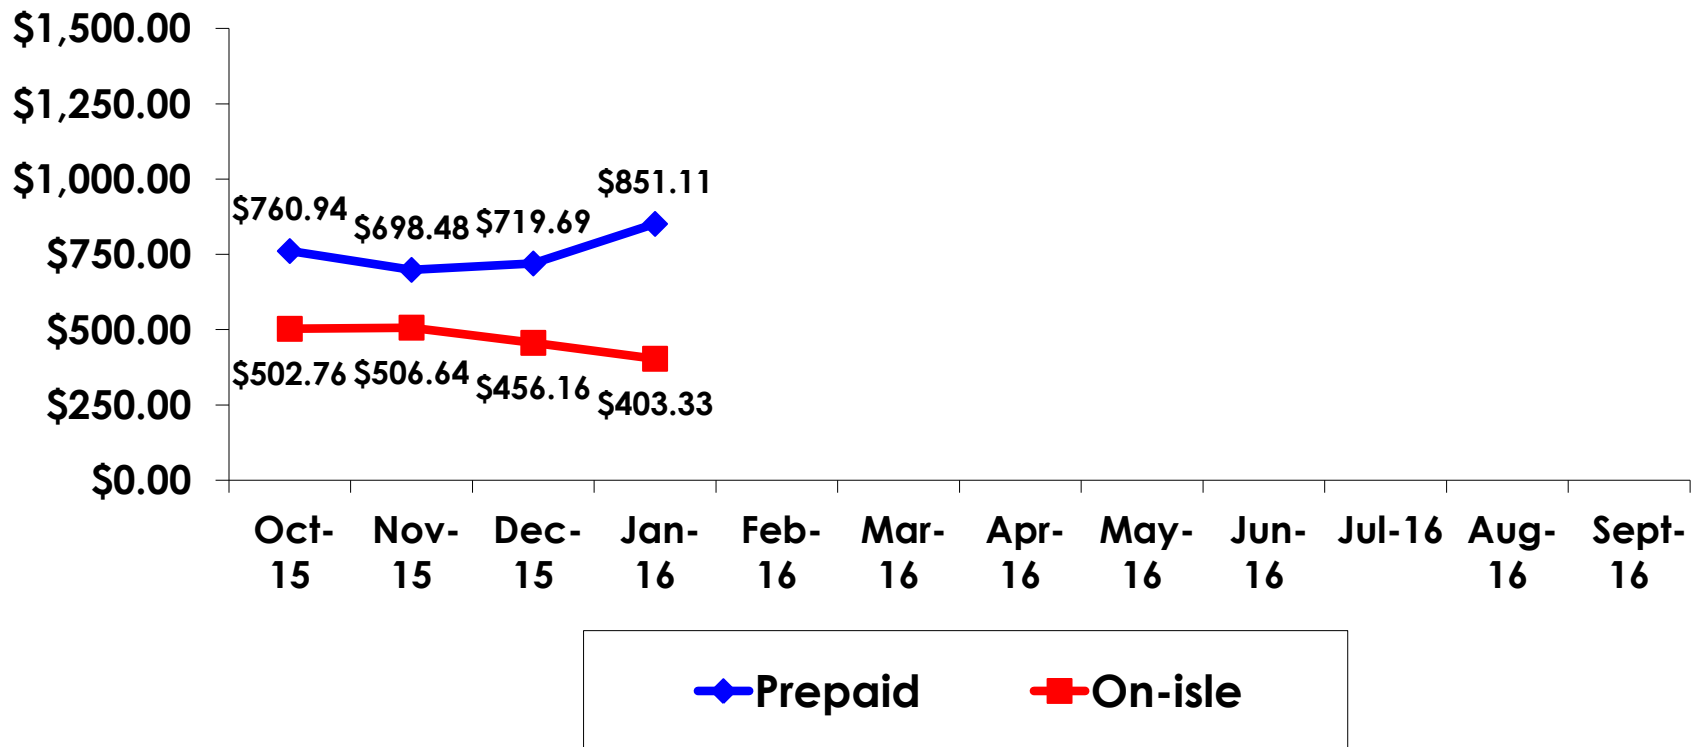 $1,500.00
$1,250.00
$1,000.00
$750.00
$500.00
$250.00
$0.00
$760.94
$698.48
$719.69
$851.11
$502.76
$506.64
$456.16
$403.33
Oct-
15
Nov-
15
Dec-
15
Jan-
16
Feb-
16
Mar-
16
Apr-
16
May-
16
Jun-
16
Jul-16
Aug-
16
Sept-
16
Prepaid
On-isle